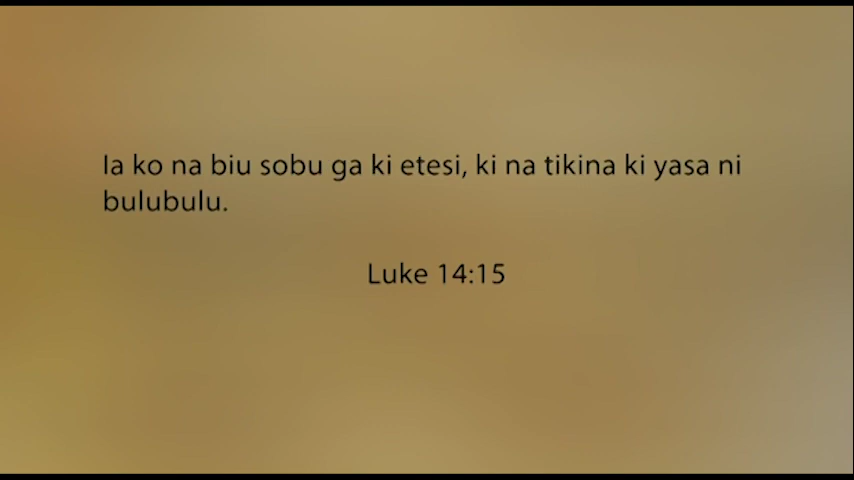 Ia ko na biu sobu ga ki etesi, ki na tikina ki yasa ni
bulubulu.
Luke 14:15